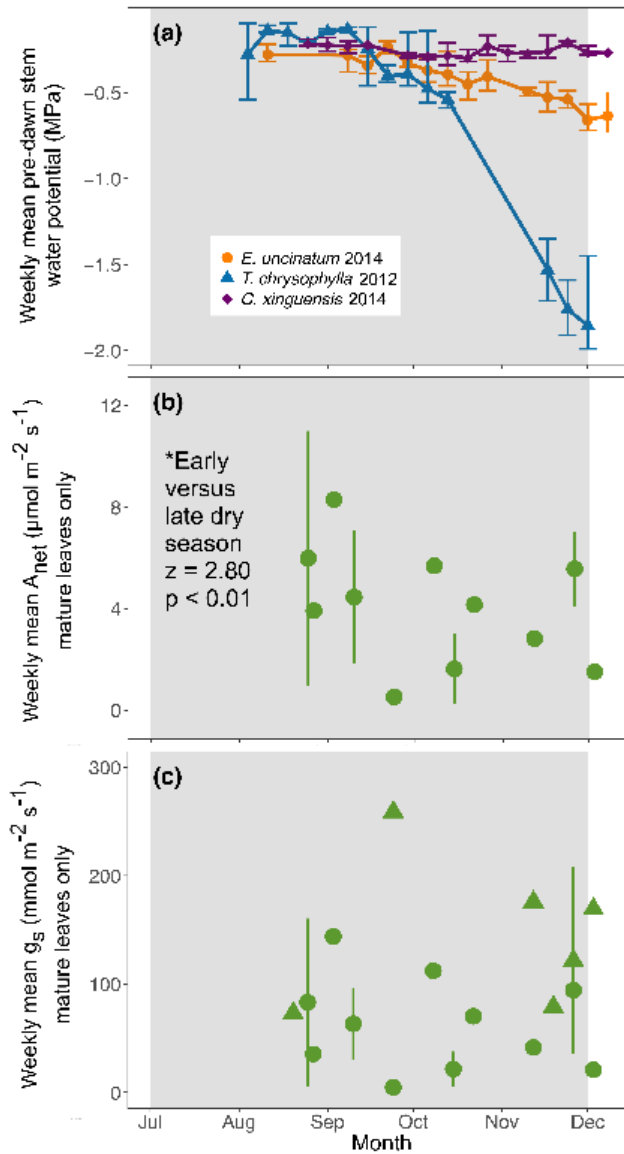 (a)
Weekly mean pre-dawn stem
water potential (MPa)
−0.5
−1.0
−1.5
−2.0
E. uncinatum 2014
T. chrysophylla 2012
C. xinguensis 2014
(b)
Weekly mean Anet (μmol m−2 s−1)
mature leaves only
12
8
4
0
*Early
versus
late dry
season
z = 2.80
p < 0.01
(c)
Weekly mean gs (mmol m−2 s−1)
mature leaves only
300
200
100
0
Jul Aug Sep Oct Nov Dec
Month